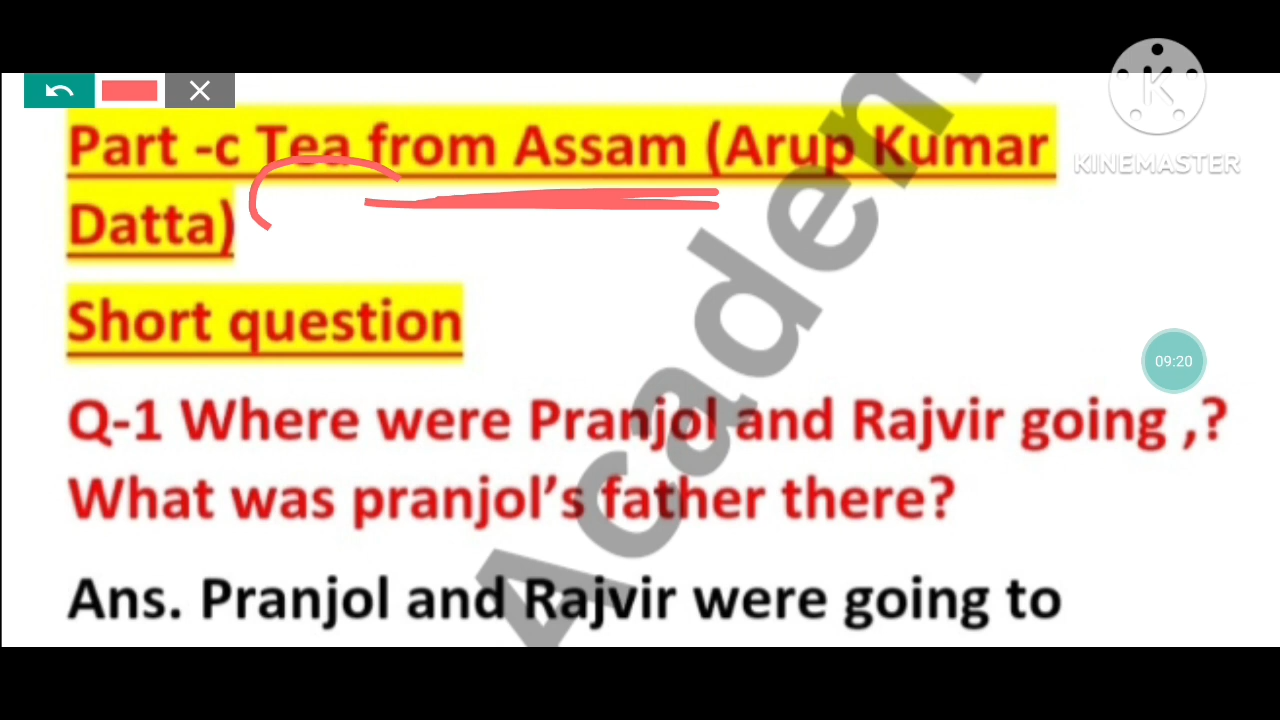 Part -c Tea from Assam (Arup Kumar
Datta)
Short question
Q-1 Where were Pranjol and Rajvir going ,?
What was pranjol’s father there?
Ans. Pranjol and Rajvir were going to
Academ
KINEMASTER
09:20